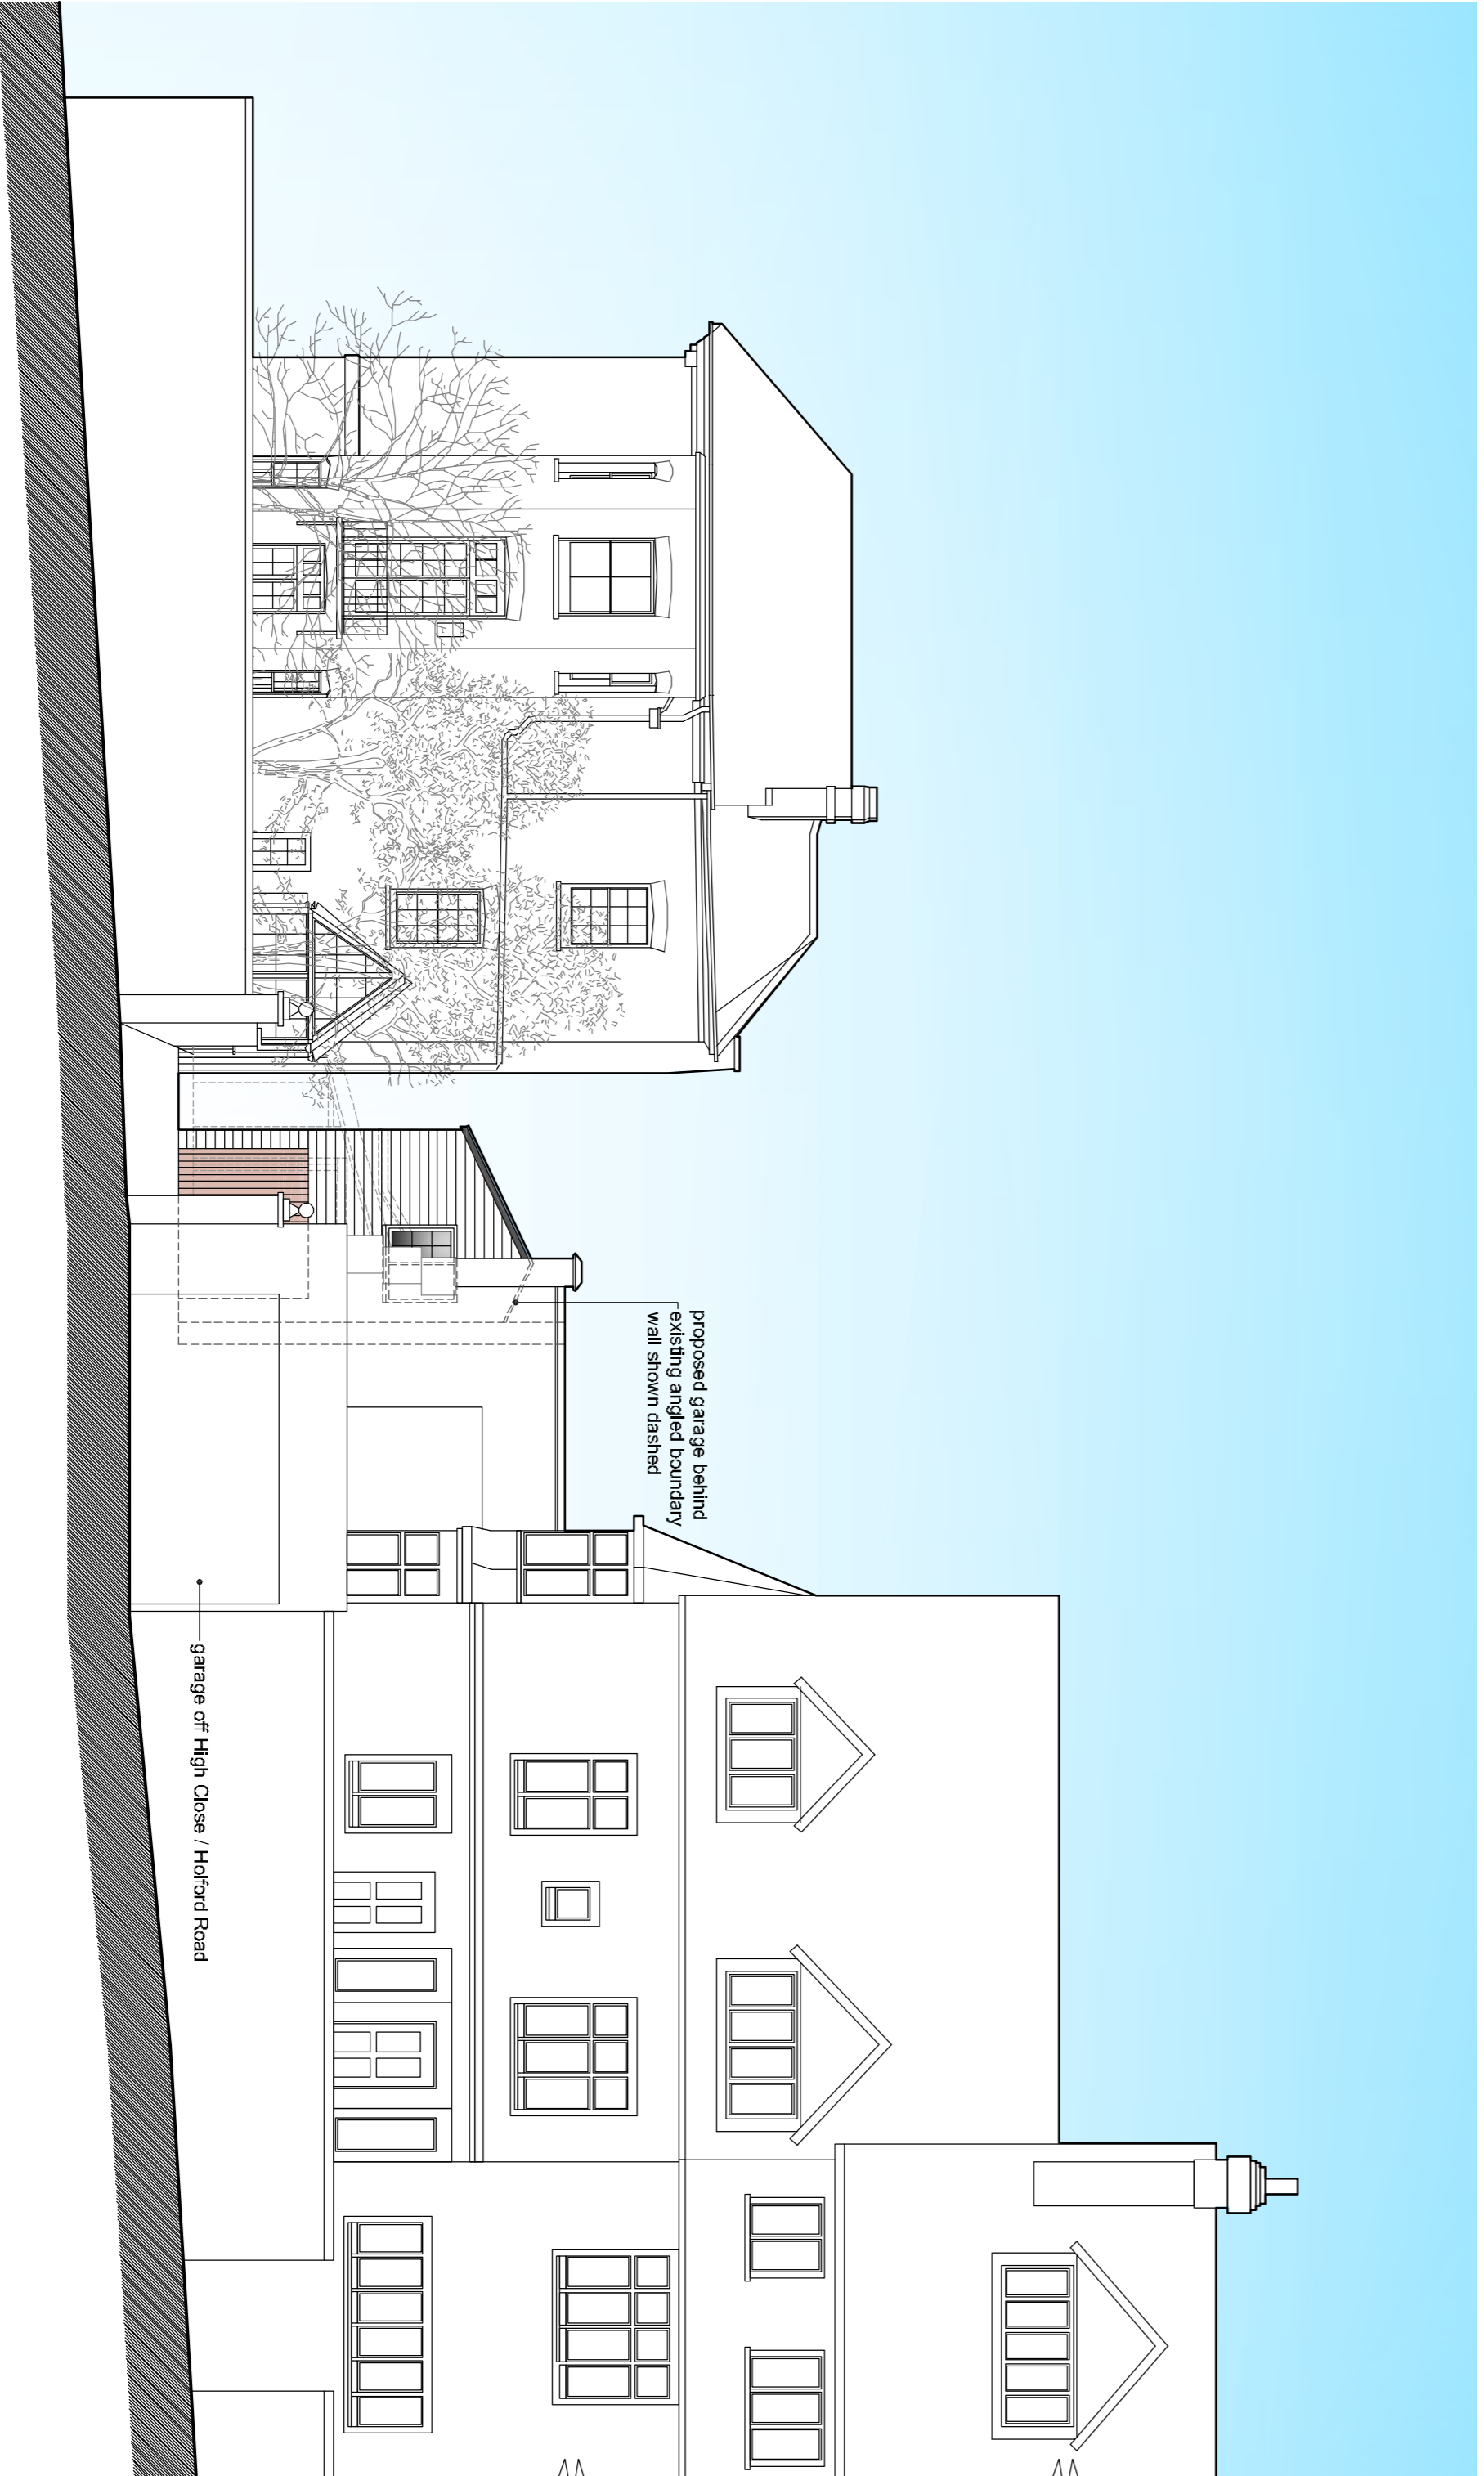 proposed garage behind
existing angled boundary
wall shown dashed
garage off High Close / Holford Road